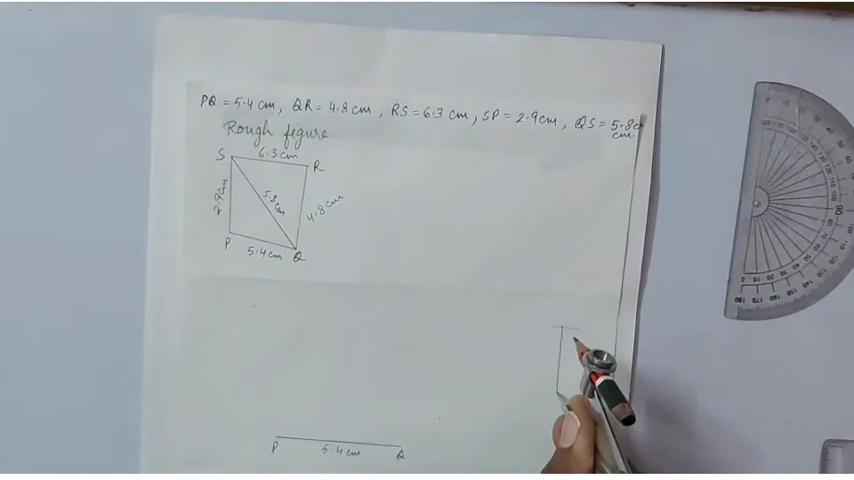 PQ = 5.4 cm, QR = 4.8 cm, RS = 6.3 cm, SP = 2.9 cm, QS = 5.8
cm
Rough figure
6.3 cm
S
R
2.9 cm
5.8 cm
4.8 cm
P
5.4 cm
Q
P
5.4 cm
Q